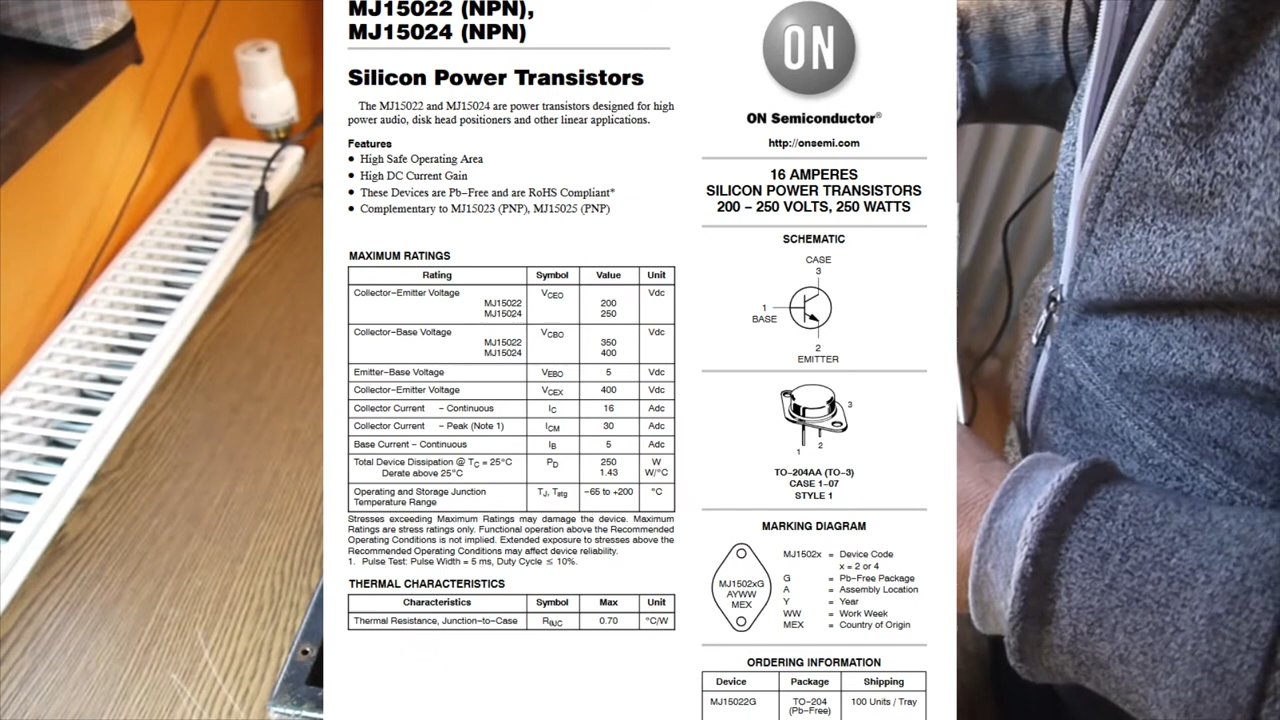 MJ15022 (NPN),
MJ15024 (NPN)
Silicon Power Transistors
The MJ15022 and MJ15024 are power transistors designed for high
power audio, disk head positioners and other linear applications.
Features
• High Safe Operating Area
• High DC Current Gain
• These Devices are Pb−Free and are RoHS Compliant*
• Complementary to MJ15023 (PNP), MJ15025 (PNP)
MAXIMUM RATINGS
Rating Symbol Value Unit
Collector−Emitter Voltage VCEO Vdc
MJ15022 200
MJ15024 250
Collector−Base Voltage VCBO Vdc
MJ15022 350
MJ15024 400
Emitter−Base Voltage VEBO 5 Vdc
Collector−Emitter Voltage VCEX 400 Vdc
Collector Current − Continuous IC 16 Adc
Collector Current − Peak (Note 1) ICM 30 Adc
Base Current − Continuous IB 5 Adc
Total Device Dissipation @ TC = 25°C PD 250 W
Derate above 25°C 1.43 W/°C
Operating and Storage Junction TJ, Tstg −65 to +200 °C
Temperature Range
Stresses exceeding Maximum Ratings may damage the device. Maximum
Ratings are stress ratings only. Functional operation above the Recommended
Operating Conditions is not implied. Extended exposure to stresses above the
Recommended Operating Conditions may affect device reliability.
1. Pulse Test: Pulse Width = 5 ms, Duty Cycle ≤ 10%.
THERMAL CHARACTERISTICS
Characteristics Symbol Max Unit
Thermal Resistance, Junction−to−Case RθJC 0.70 °C/W
ON
ON Semiconductor®
http://onsemi.com
16 AMPERES
SILICON POWER TRANSISTORS
200 − 250 VOLTS, 250 WATTS
SCHEMATIC
CASE
3
1
BASE
2
EMITTER
3
2
1
TO−204AA (TO−3)
CASE 1−07
STYLE 1
MARKING DIAGRAM
MJ1502xG
AYWW
MEX
MJ1502x = Device Code
x = 2 or 4
G = Pb−Free Package
A = Assembly Location
Y = Year
WW = Work Week
MEX = Country of Origin
ORDERING INFORMATION
Device Package Shipping
MJ15022G TO−204 100 Units / Tray
(Pb−Free)